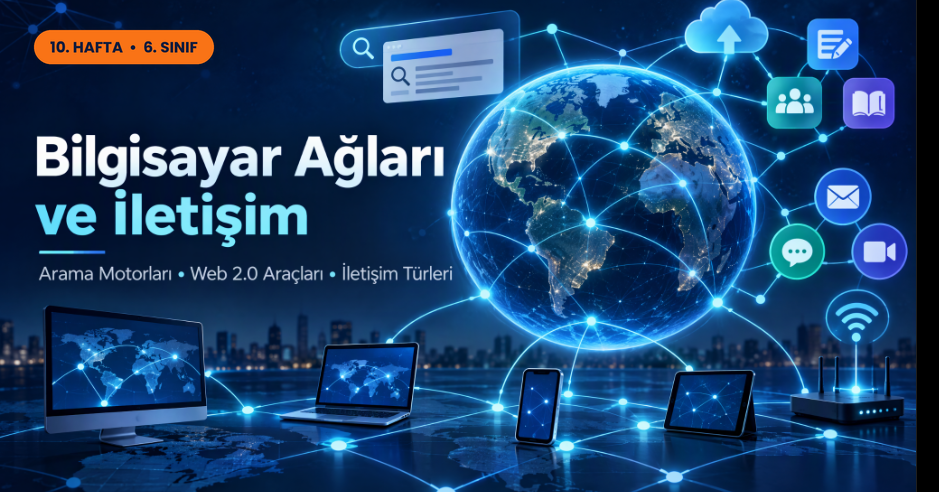 10. HAFTA • 6. SINIF
Bilgisayar Ağları
ve İletişim
Arama Motorları • Web 2.0 Araçları • İletişim Türleri